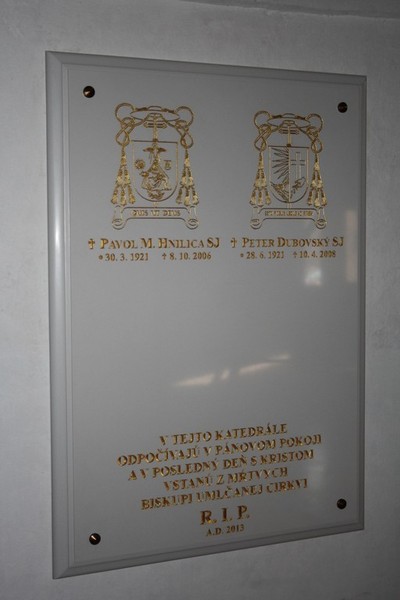 ✝ PAVOL M. HNILICA SJ
* 30. 3. 1921 † 8. 10. 2006
✝ PETER DUBOVSKÝ SJ
* 28. 6. 1921 † 10. 4. 2008
V TEJTO KATEDRÁLE
ODPOČÍVAJÚ V PÁNOVOM POKOJI
A V POSLEDNÝ DEŇ S KRISTOM
VSTANÚ Z MŔTVYCH
BISKUPI UMLČANEJ CIRKVI
R. I. P.
A.D. 2013